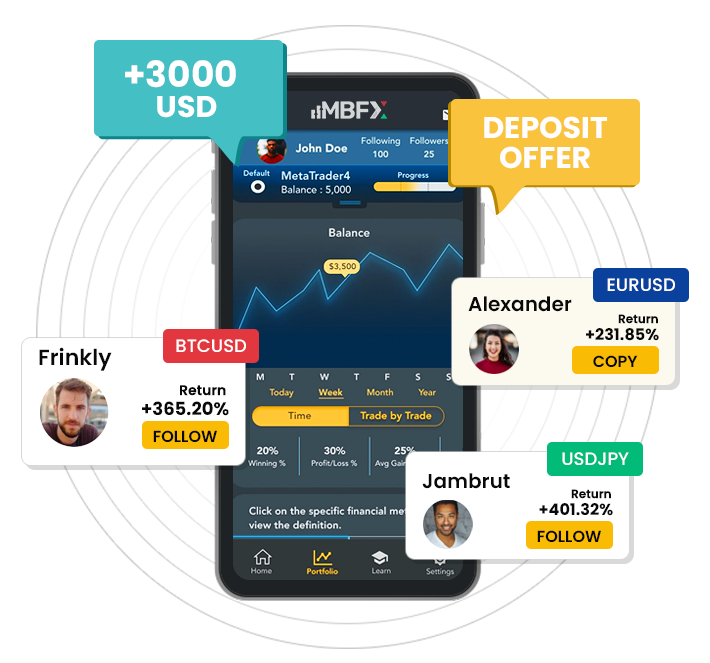 +3000
USD
MBFX
DEPOSIT
OFFER
John Doe
Following
100
Followers
25
Default
MetaTrader4
Balance : 5,000
Progress
Balance
$3,500
EURUSD
Alexander
Return
+231.85%
COPY
BTCUSD
Frinkly
Return
+365.20%
FOLLOW
M T W T F S S
Today Week Month Year
Time Trade by Trade
20%
Winning %
30%
Profit/Loss %
25%
Avg Gain
USDJPY
Jambrut
Return
+401.32%
FOLLOW
Click on the specific financial
view the definition.
Home Portfolio Learn Settings